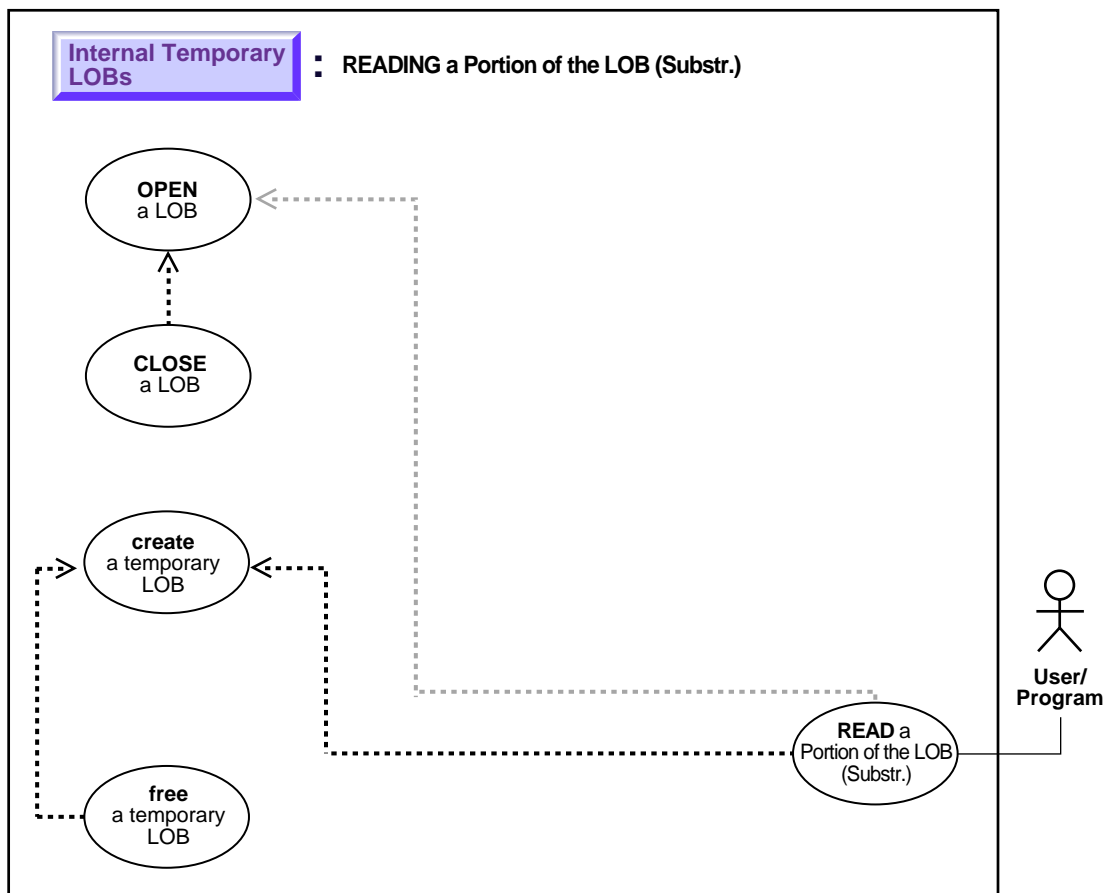 Internal Temporary
LOBs
: READING a Portion of the LOB (Substr.)
OPEN
a LOB
CLOSE
a LOB
create
a temporary
LOB
User/
Program
READ a
Portion of the LOB
(Substr.)
free
a temporary
LOB